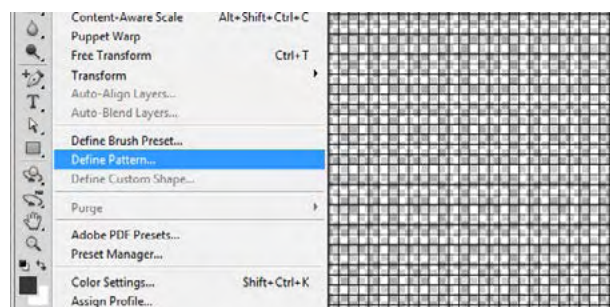 Content-Aware Scale Alt+Shift+Ctrl+C
Puppet Warp
Free Transform Ctrl+T
Transform
Auto-Align Layers...
Auto-Blend Layers...
Define Brush Preset...
Define Pattern...
Define Custom Shape...
Purge
Adobe PDF Presets...
Preset Manager...
Color Settings... Shift+Ctrl+K
Assign Profile...